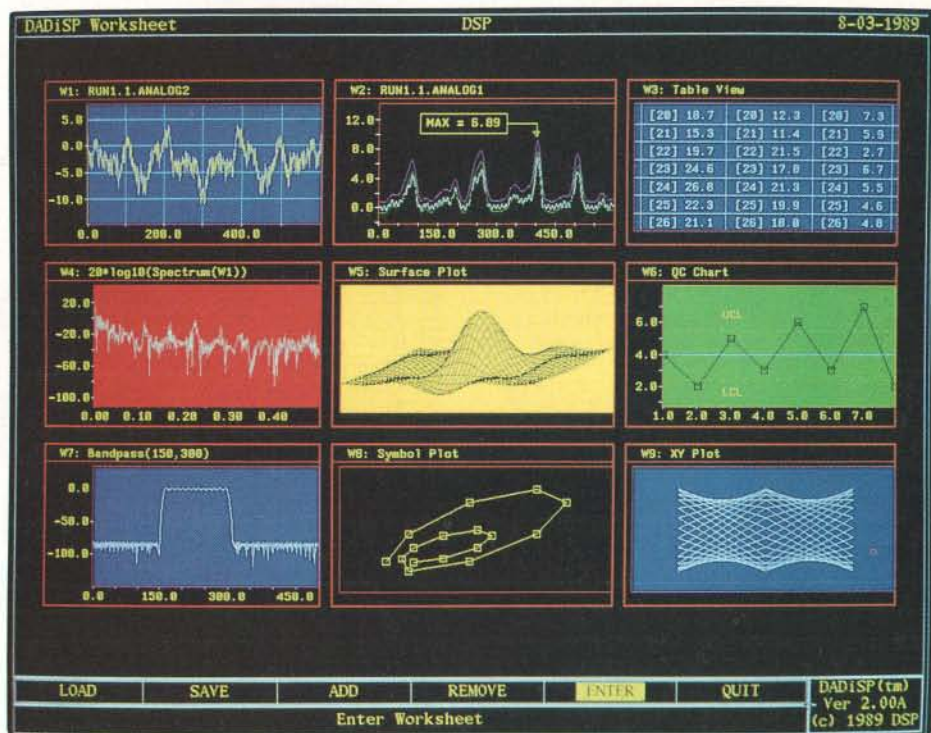 DADiSP Worksheet DSP 8-03-1989
W1: RUN1.1.ANALOG2
5.0
0.0
-5.0
-10.0
0.0 200.0 400.0
W2: RUN1.1.ANALOG1
12.0
8.0
4.0
0.0
MAX = 6.89
0.0 150.0 300.0 450.0
W3: Table View
[20] 18.7 [20] 12.3 [20] 7.3
[21] 15.3 [21] 11.4 [21] 5.9
[22] 19.7 [22] 21.5 [22] 2.7
[23] 24.6 [23] 17.8 [23] 6.7
[24] 26.8 [24] 21.3 [24] 5.5
[25] 22.3 [25] 19.9 [25] 4.6
[26] 21.1 [26] 18.0 [26] 4.8
W4: 20*log10(Spectrum(W1))
20.0
-20.0
-60.0
-100.0
0.00 0.10 0.20 0.30 0.40
W5: Surface Plot
W6: QC Chart
6.0
4.0
2.0
UCL
LCL
1.0 2.0 3.0 4.0 5.0 6.0 7.0
W7: Bandpass(150,300)
0.0
-50.0
-100.0
0.0 150.0 300.0 450.0
W8: Symbol Plot
W9: XY Plot
LOAD SAVE ADD REMOVE ENTER QUIT
Enter Worksheet
DADiSP(tm)
Ver 2.00A
(c) 1989 DSP